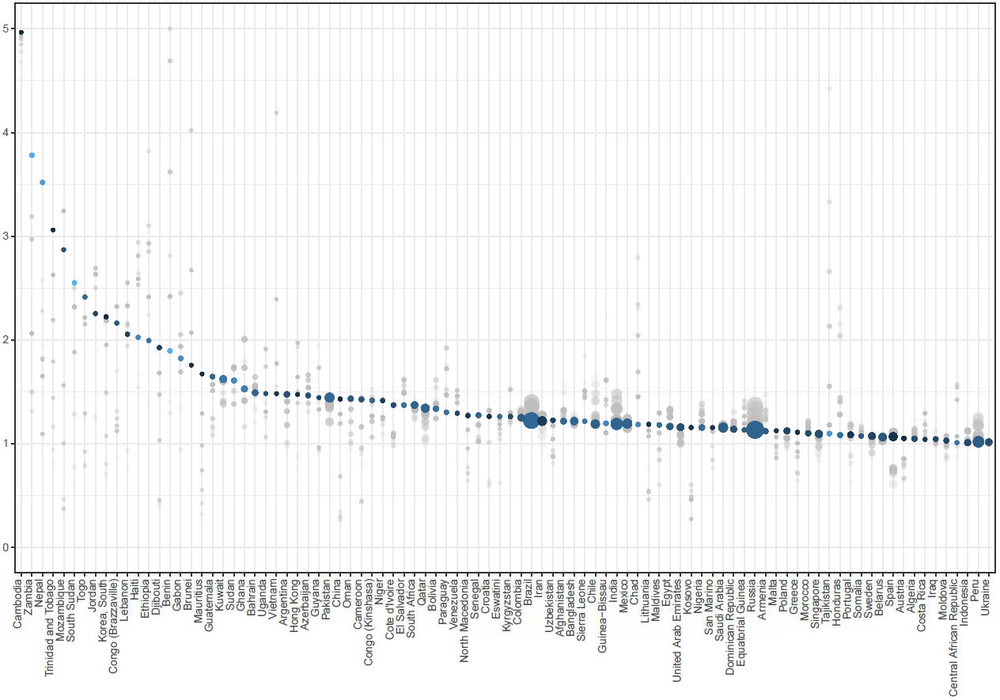 5
4
3
2
1
0
Cambodia
Zambia
Nepal
Trinidad and Tobago
Mozambique
South Sudan
Togo
Jordan
Korea, South
Congo (Brazzaville)
Lebanon
Haiti
Ethiopia
Djibouti
Benin
Gabon
Brunei
Mauritius
Guatemala
Kuwait
Sudan
Ghana
Bahrain
Uganda
Vietnam
Argentina
Hong Kong
Azerbaijan
Guyana
Pakistan
China
Oman
Cameroon
Congo (Kinshasa)
Niger
Cote d'Ivoire
El Salvador
South Africa
Qatar
Bolivia
Paraguay
Venezuela
North Macedonia
Senegal
Croatia
Eswatini
Kyrgyzstan
Colombia
Brazil
Iran
Uzbekistan
Afghanistan
Bangladesh
Sierra Leone
Chile
Guinea-Bissau
India
Mexico
Chad
Lithuania
Maldives
Egypt
United Arab Emirates
Kosovo
Nigeria
San Marino
Saudi Arabia
Dominican Republic
Equatorial Guinea
Russia
Armenia
Malta
Poland
Greece
Morocco
Singapore
Tajikistan
Honduras
Portugal
Somalia
Sweden
Belarus
Spain
Austria
Algeria
Costa Rica
Iraq
Moldova
Central African Republic
Indonesia
Peru
Ukraine